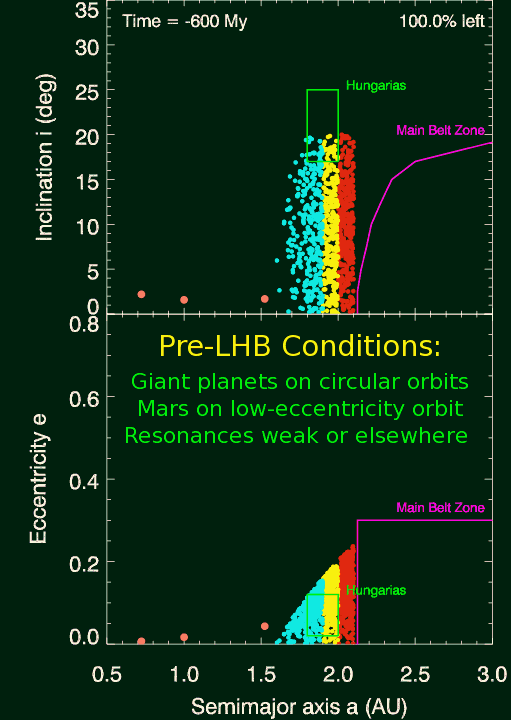 Time = -600 My 100.0% left
35
30
25
20
15
10
5
0
Inclination i (deg)
Hungarias
Main Belt Zone
Pre-LHB Conditions:
Giant planets on circular orbits
Mars on low-eccentricity orbit
Resonances weak or elsewhere
0.8
0.6
0.4
0.2
0.0
Eccentricity e
Main Belt Zone
Hungarias
0.5 1.0 1.5 2.0 2.5 3.0
Semimajor axis a (AU)